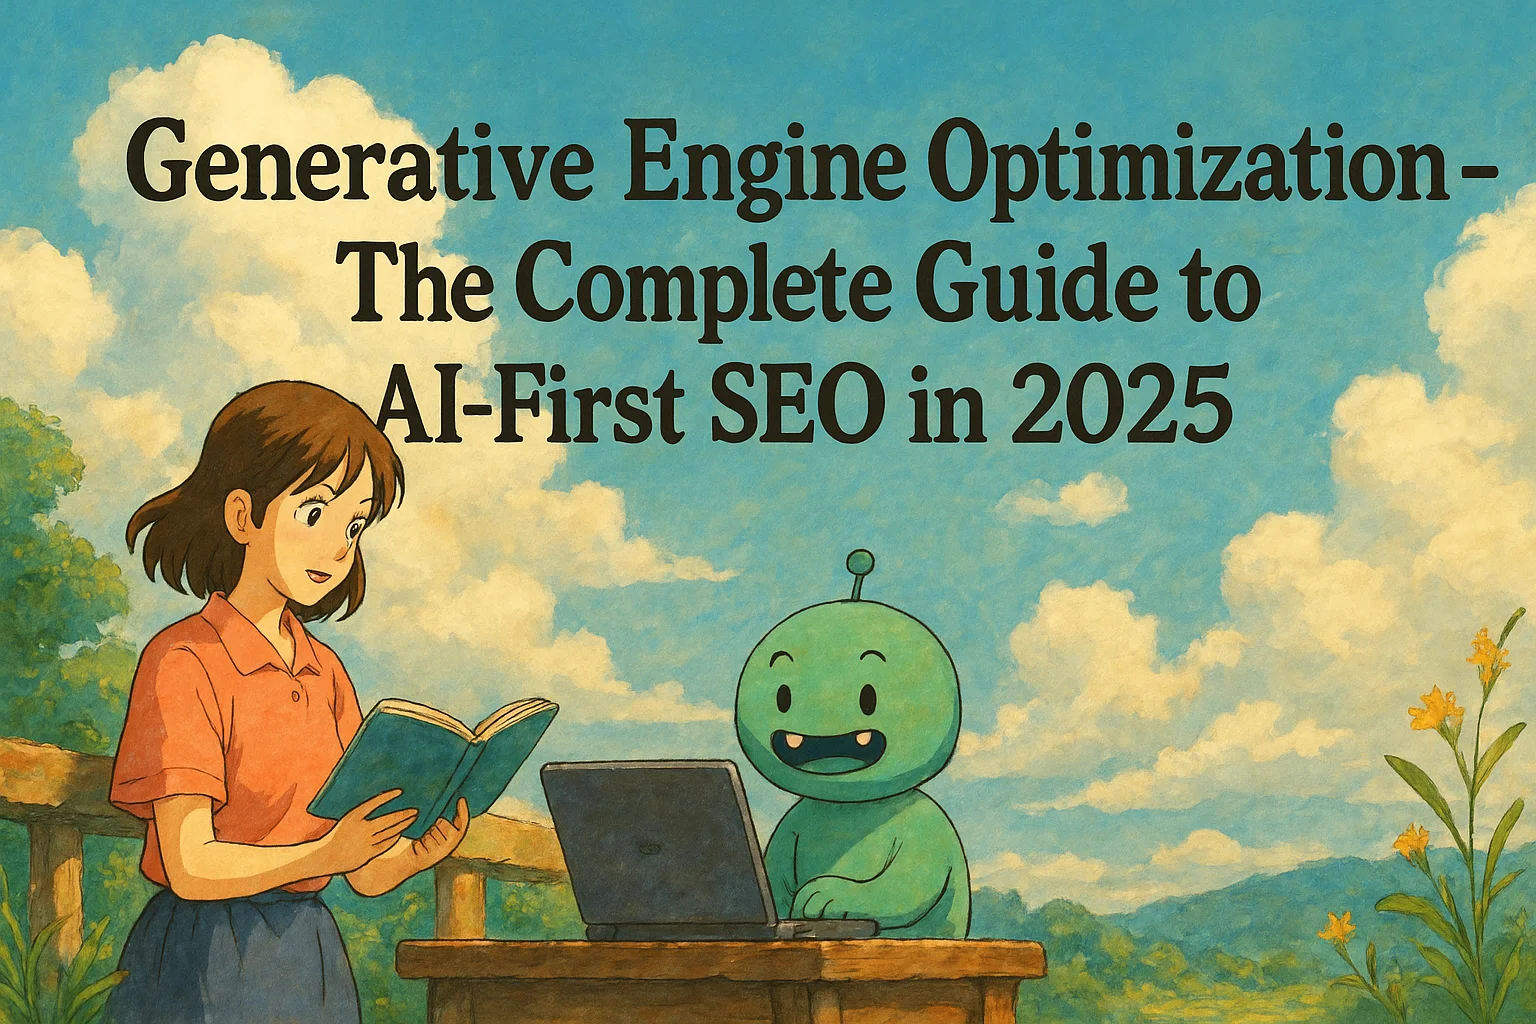 Generative Engine Optimization–
The Complete Guide to
AI-First SEO in 2025